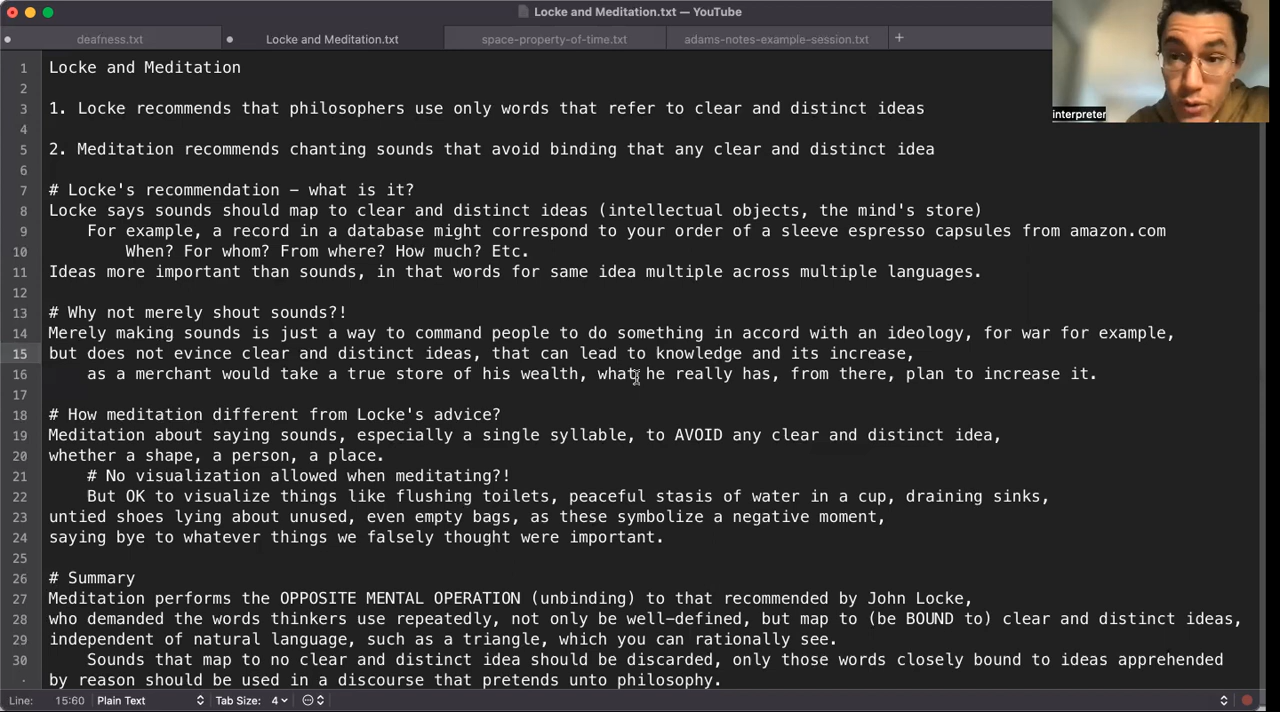 Locke and Meditation.txt — YouTube
deafness.txt
Locke and Meditation.txt
space-property-of-time.txt
adams-notes-example-session.txt
+
interpreter
1 Locke and Meditation
2
3 1. Locke recommends that philosophers use only words that refer to clear and distinct ideas
4
5 2. Meditation recommends chanting sounds that avoid binding that any clear and distinct idea
6
7 # Locke's recommendation – what is it?
8 Locke says sounds should map to clear and distinct ideas (intellectual objects, the mind's store)
9 For example, a record in a database might correspond to your order of a sleeve espresso capsules from amazon.com
10 When? For whom? From where? How much? Etc.
11 Ideas more important than sounds, in that words for same idea multiple across multiple languages.
12
13 # Why not merely shout sounds?!
14 Merely making sounds is just a way to command people to do something in accord with an ideology, for war for example,
15 but does not evince clear and distinct ideas, that can lead to knowledge and its increase,
16 as a merchant would take a true store of his wealth, what he really has, from there, plan to increase it.
17
18 # How meditation different from Locke's advice?
19 Meditation about saying sounds, especially a single syllable, to AVOID any clear and distinct idea,
20 whether a shape, a person, a place.
21 # No visualization allowed when meditating?!
22 But OK to visualize things like flushing toilets, peaceful stasis of water in a cup, draining sinks,
23 untied shoes lying about unused, even empty bags, as these symbolize a negative moment,
24 saying bye to whatever things we falsely thought were important.
25
26 # Summary
27 Meditation performs the OPPOSITE MENTAL OPERATION (unbinding) to that recommended by John Locke,
28 who demanded the words thinkers use repeatedly, not only be well-defined, but map to (be BOUND to) clear and distinct ideas,
29 independent of natural language, such as a triangle, which you can rationally see.
30 Sounds that map to no clear and distinct idea should be discarded, only those words closely bound to ideas apprehended
by reason should be used in a discourse that pretends unto philosophy.
Line: 15:60 Plain Text Tab Size: 4